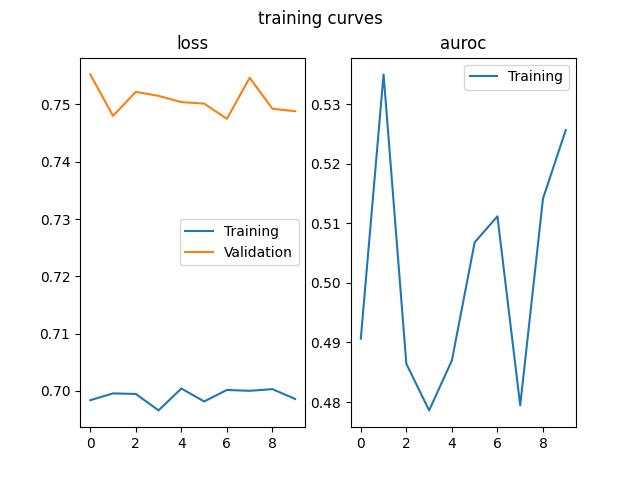 training curves
loss
0.75
0.74
0.73
0.72
0.71
0.70
0 2 4 6 8
Training
Validation
auroc
0.53
0.52
0.51
0.50
0.49
0.48
0 2 4 6 8
Training